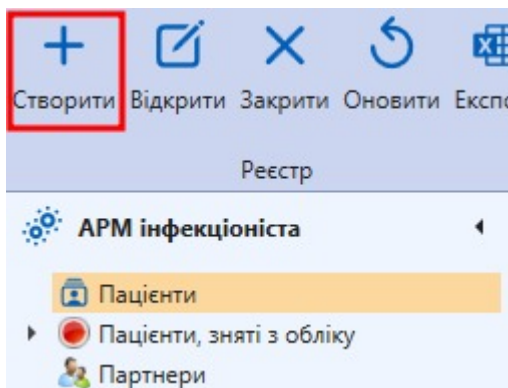 Створити Відкрити Закрити Оновити
Реєстр
АРМ інфекціоніста
Пацієнти
Пацієнти, зняті з обліку
Партнери